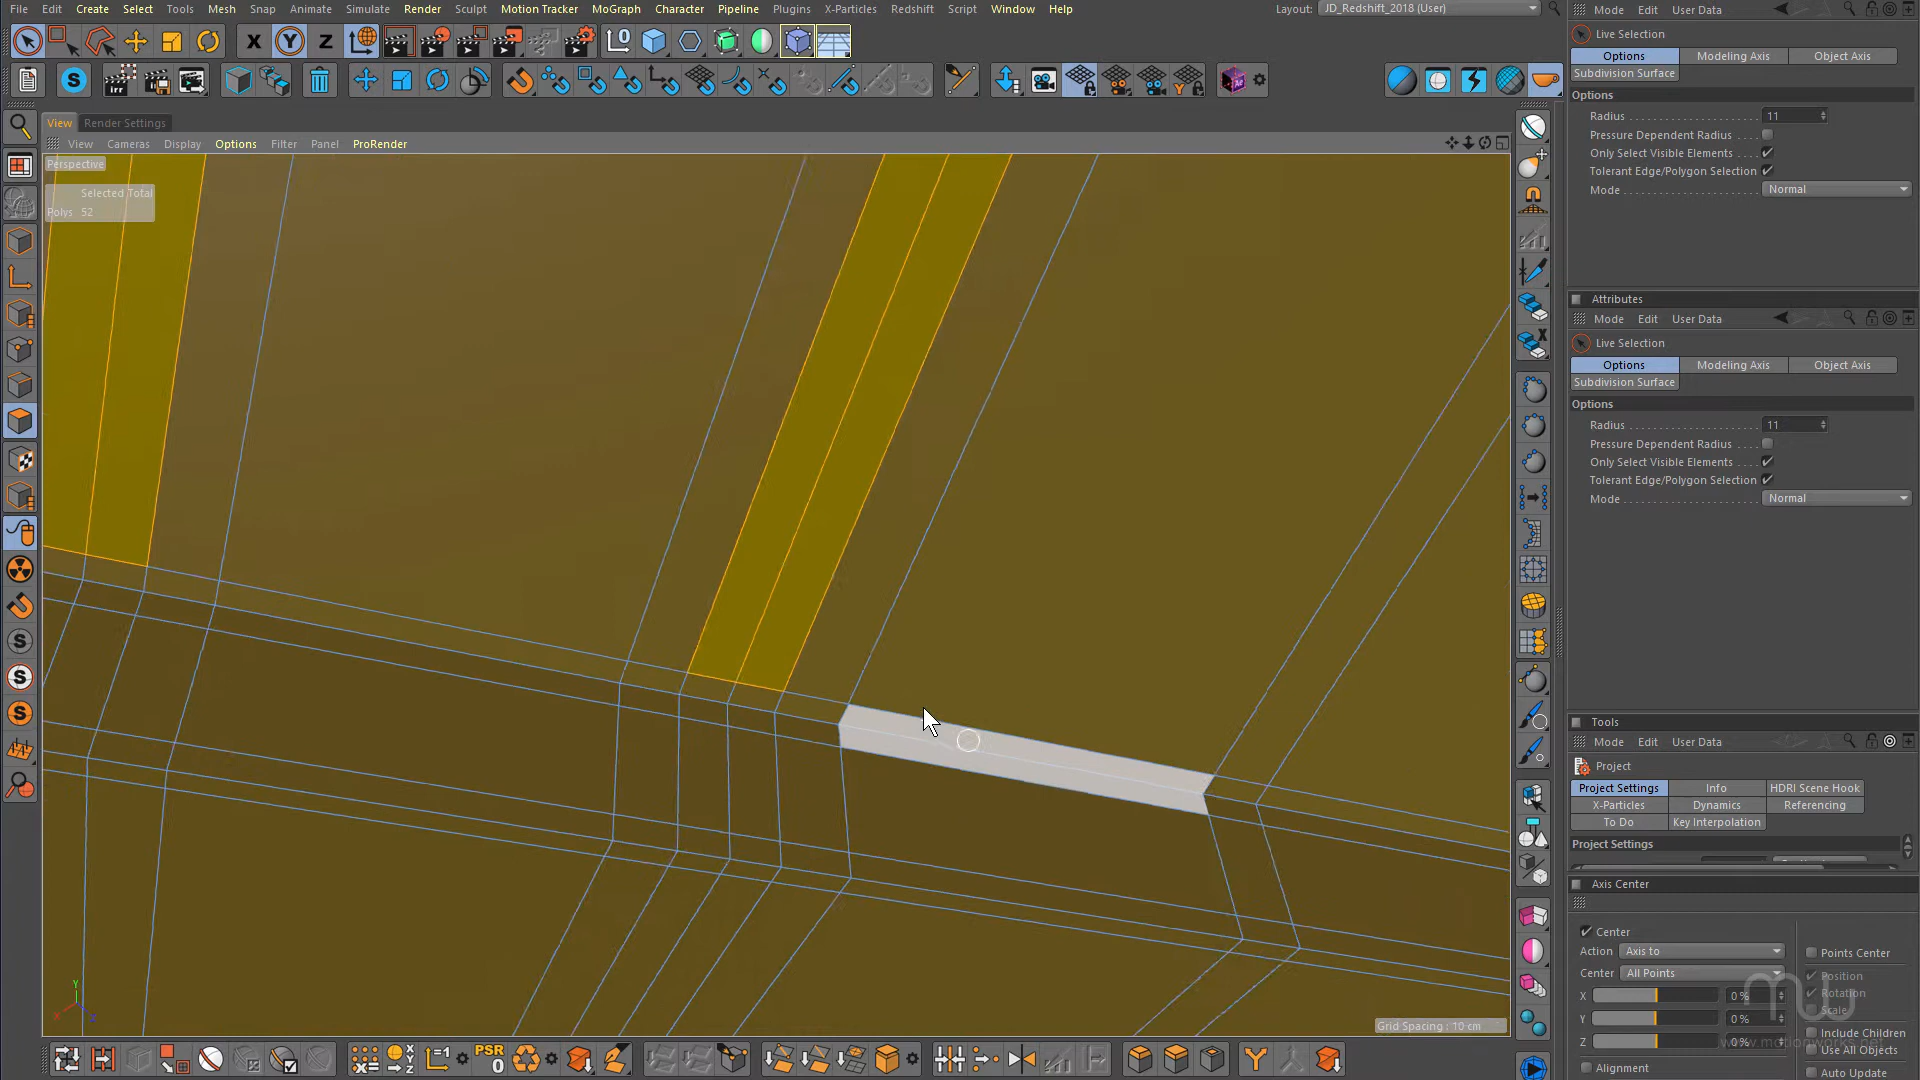 File Edit Create Select Tools Mesh Snap Animate Simulate Render Sculpt Motion Tracker MoGraph Character Pipeline Plugins X-Particles Redshift Script Window Help
Layout: JD_Redshift_2018 (User)
Mode Edit User Data
Live Selection
Options Modeling Axis Object Axis
Subdivision Surface
Options
Radius 11
Pressure Dependent Radius
Only Select Visible Elements
Tolerant Edge/Polygon Selection
Mode Normal
X Y Z
irr
View Render Settings
View Cameras Display Options Filter Panel ProRender
Perspective
Selected Total
Polys 52
Attributes
Mode Edit User Data
Live Selection
Options Modeling Axis Object Axis
Subdivision Surface
Options
Radius 11
Pressure Dependent Radius
Only Select Visible Elements
Tolerant Edge/Polygon Selection
Mode Normal
Tools
Mode Edit User Data
Project
Project Settings Info HDRI Scene Hook
X-Particles Dynamics Referencing
To Do Key Interpolation
Project Settings
Axis Center
Center
Action Axis to
Center All Points
X 0 %
Y 0 %
Z 0 %
Alignment
Points Center
Position
Rotation
Scale
Include Children
Use All Objects
Auto Update
Grid Spacing : 10 cm
PSR
0
www.motionworks.net